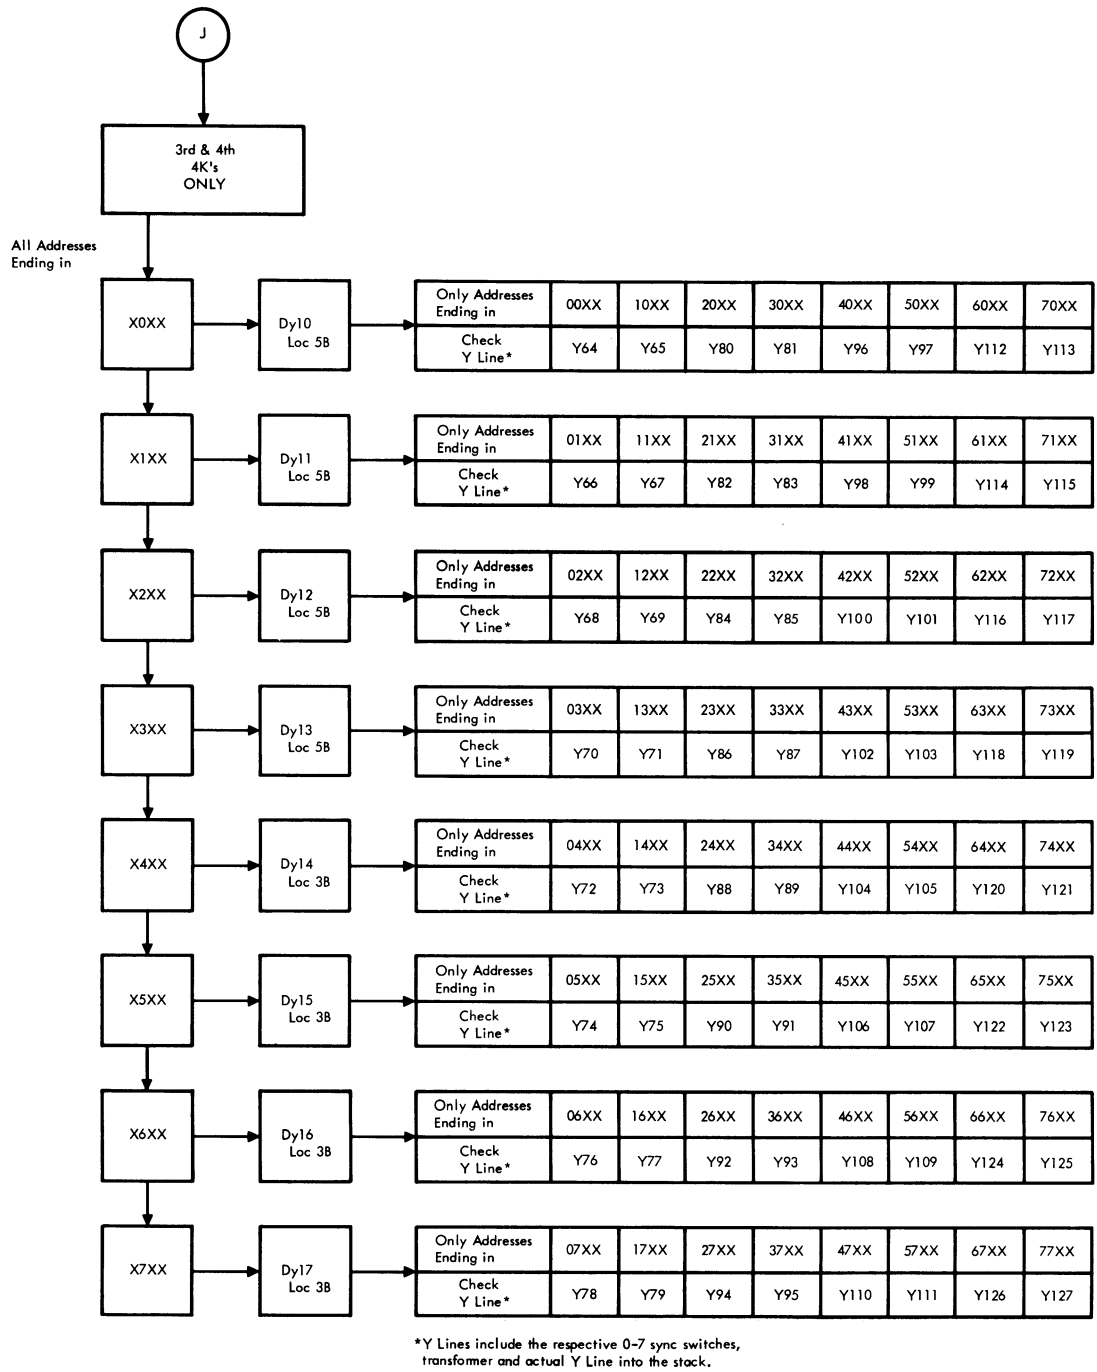 J
3rd & 4th
4K's
ONLY
All Addresses
Ending in
X0XX
Dy10
Loc 5B
Only Addresses
Ending in
00XX 10XX 20XX 30XX 40XX 50XX 60XX 70XX
Check
Y Line*
Y64 Y65 Y80 Y81 Y96 Y97 Y112 Y113
X1XX
Dy11
Loc 5B
Only Addresses
Ending in
01XX 11XX 21XX 31XX 41XX 51XX 61XX 71XX
Check
Y Line*
Y66 Y67 Y82 Y83 Y98 Y99 Y114 Y115
X2XX
Dy12
Loc 5B
Only Addresses
Ending in
02XX 12XX 22XX 32XX 42XX 52XX 62XX 72XX
Check
Y Line*
Y68 Y69 Y84 Y85 Y100 Y101 Y116 Y117
X3XX
Dy13
Loc 5B
Only Addresses
Ending in
03XX 13XX 23XX 33XX 43XX 53XX 63XX 73XX
Check
Y Line*
Y70 Y71 Y86 Y87 Y102 Y103 Y118 Y119
X4XX
Dy14
Loc 3B
Only Addresses
Ending in
04XX 14XX 24XX 34XX 44XX 54XX 64XX 74XX
Check
Y Line*
Y72 Y73 Y88 Y89 Y104 Y105 Y120 Y121
X5XX
Dy15
Loc 3B
Only Addresses
Ending in
05XX 15XX 25XX 35XX 45XX 55XX 65XX 75XX
Check
Y Line*
Y74 Y75 Y90 Y91 Y106 Y107 Y122 Y123
X6XX
Dy16
Loc 3B
Only Addresses
Ending in
06XX 16XX 26XX 36XX 46XX 56XX 66XX 76XX
Check
Y Line*
Y76 Y77 Y92 Y93 Y108 Y109 Y124 Y125
X7XX
Dy17
Loc 3B
Only Addresses
Ending in
07XX 17XX 27XX 37XX 47XX 57XX 67XX 77XX
Check
Y Line*
Y78 Y79 Y94 Y95 Y110 Y111 Y126 Y127
*Y Lines include the respective 0-7 sync switches,
transformer and actual Y Line into the stack.